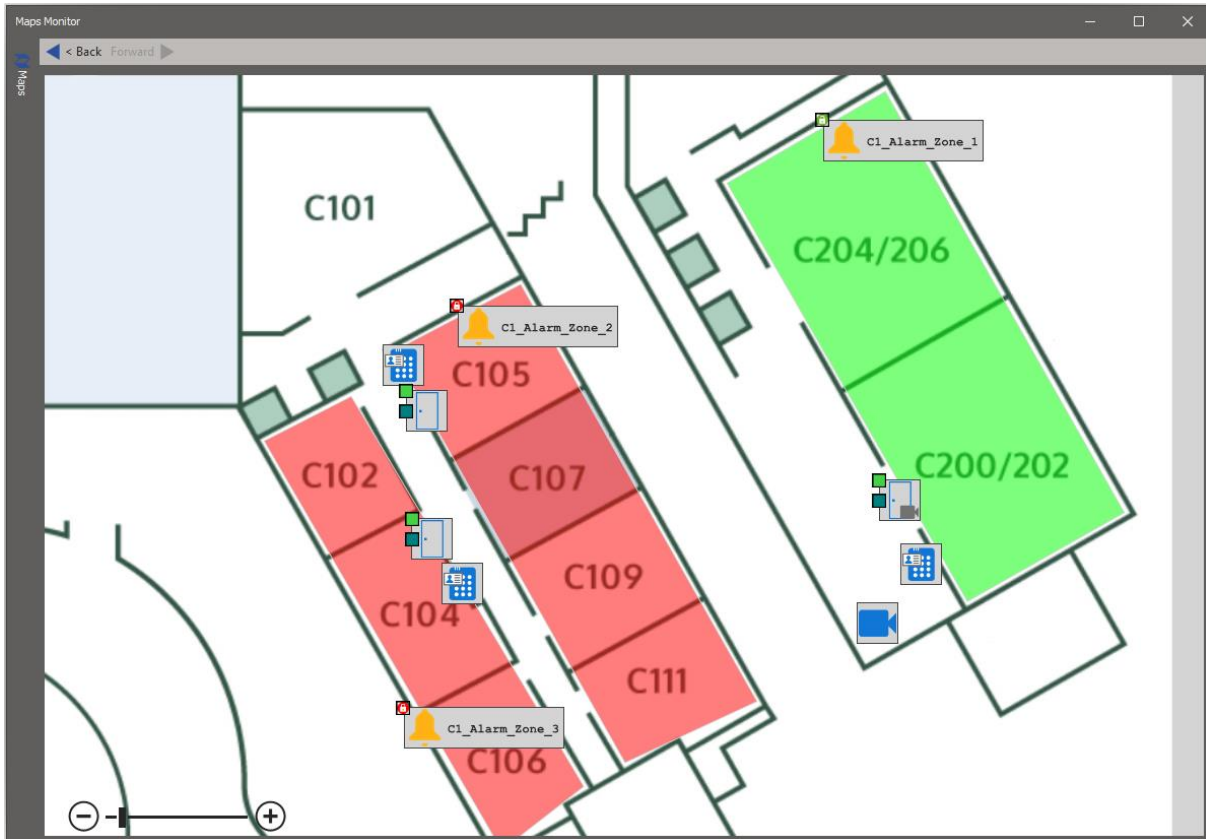 Maps Monitor
< Back Forward
Maps
C1_Alarm_Zone_1
C101
C204/206
C1_Alarm_Zone_2
C105
C102
C107
C200/202
C109
C104
C111
C1_Alarm_Zone_3
C106